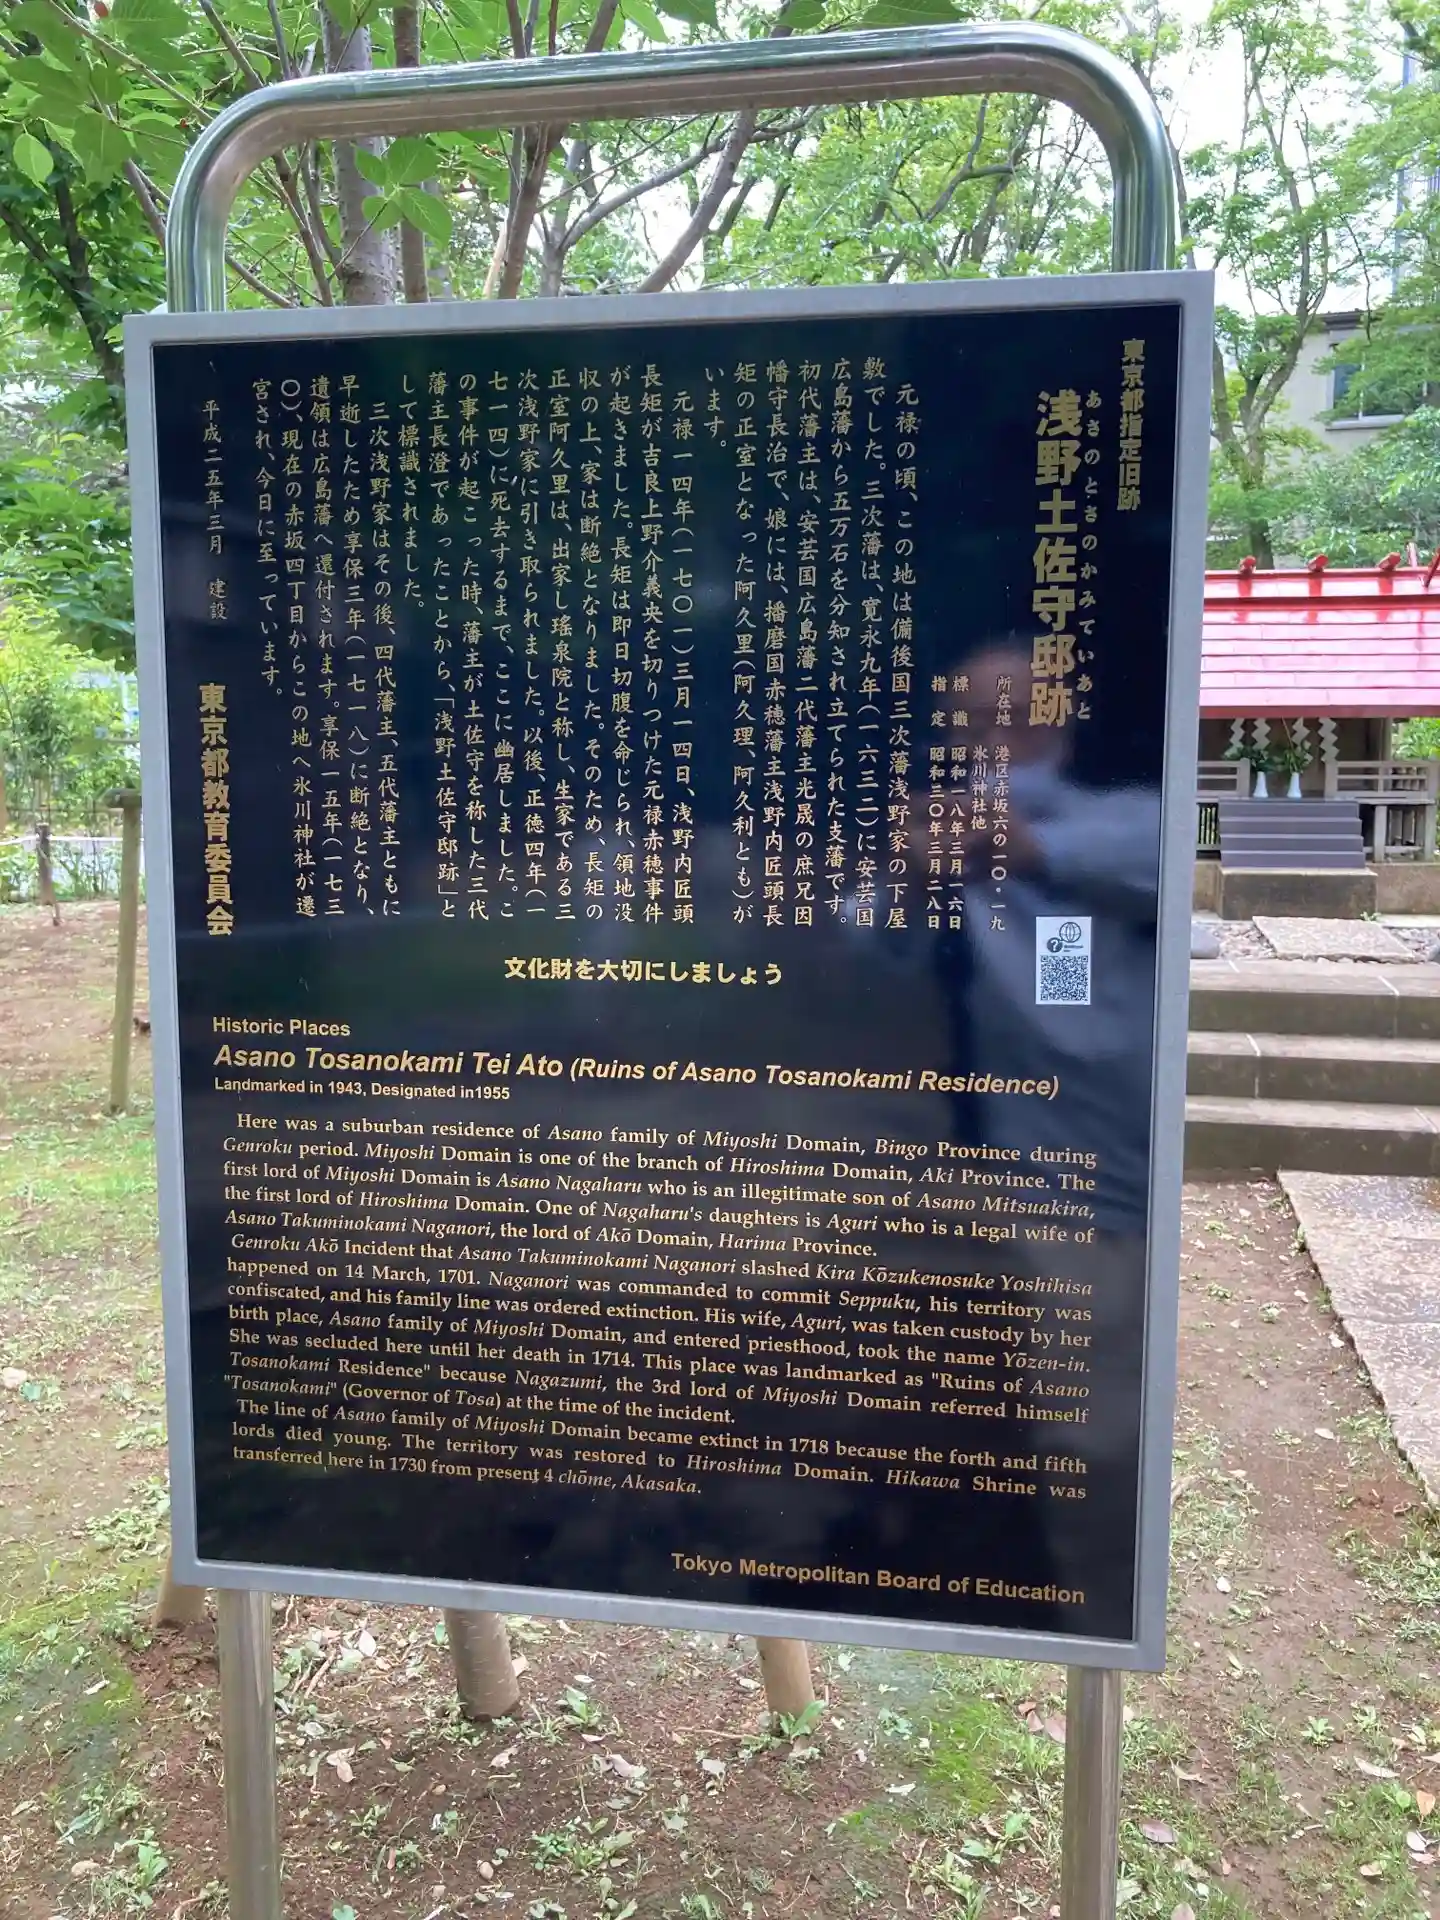 東京都指定旧跡
あさのとさのかみていあと
浅野土佐守邸跡
所在地 港区赤坂六の一〇・一九
氷川神社他
標識 昭和一八年三月一六日
指定 昭和三〇年三月二八日
元禄の頃、この地は備後国三次藩浅野家の下屋
敷でした。三次藩は、寛永九年(一六三二)に安芸国
広島藩から五万石を分知され立てられた支藩です。
初代藩主は、安芸国広島藩二代藩主光晟の庶兄因
幡守長治で、娘には、播磨国赤穂藩主浅野内匠頭長
矩の正室となった阿久里(阿久理、阿久利とも)が
います。
元禄一四年(一七〇一)三月一四日、浅野内匠頭
長矩が吉良上野介義央を切りつけた元禄赤穂事件
が起きました。長矩は即日切腹を命じられ、領地没
収の上、家は断絶となりました。そのため、長矩の
正室阿久里は、出家し瑤泉院と称し、生家である三
次浅野家に引き取られました。以後、正徳四年(一
七一四)に死去するまで、ここに幽居しました。こ
の事件が起こった時、藩主が土佐守を称した三代
藩主長澄であったことから、「浅野土佐守邸跡」と
して標識されました。
三次浅野家はその後、四代藩主、五代藩主ともに
早逝したため享保三年(一七一八)に断絶となり、
遺領は広島藩へ還付されます。享保一五年(一七三
〇)、現在の赤坂四丁目からこの地へ氷川神社が遷
宮され、今日に至っています。
平成二五年三月 建設
東京都教育委員会
文化財を大切にしましょう
Historic Places
Asano Tosanokami Tei Ato (Ruins of Asano Tosanokami Residence)
Landmarked in 1943, Designated in1955
Here was a suburban residence of Asano family of Miyoshi Domain, Bingo Province during
Genroku period. Miyoshi Domain is one of the branch of Hiroshima Domain, Aki Province. The
first lord of Miyoshi Domain is Asano Nagaharu who is an illegitimate son of Asano Mitsuakira,
the first lord of Hiroshima Domain. One of Nagaharu's daughters is Aguri who is a legal wife of
Asano Takuminokami Naganori, the lord of Akō Domain, Harima Province.
Genroku Akō Incident that Asano Takuminokami Naganori slashed Kira Kōzukenosuke Yoshihisa
happened on 14 March, 1701. Naganori was commanded to commit Seppuku, his territory was
confiscated, and his family line was ordered extinction. His wife, Aguri, was taken custody by her
birth place, Asano family of Miyoshi Domain, and entered priesthood, took the name Yōzen-in.
She was secluded here until her death in 1714. This place was landmarked as "Ruins of Asano
Tosanokami Residence" because Nagazumi, the 3rd lord of Miyoshi Domain referred himself
"Tosanokami" (Governor of Tosa) at the time of the incident.
The line of Asano family of Miyoshi Domain became extinct in 1718 because the forth and fifth
lords died young. The territory was restored to Hiroshima Domain. Hikawa Shrine was
transferred here in 1730 from present 4 chōme, Akasaka.
Tokyo Metropolitan Board of Education